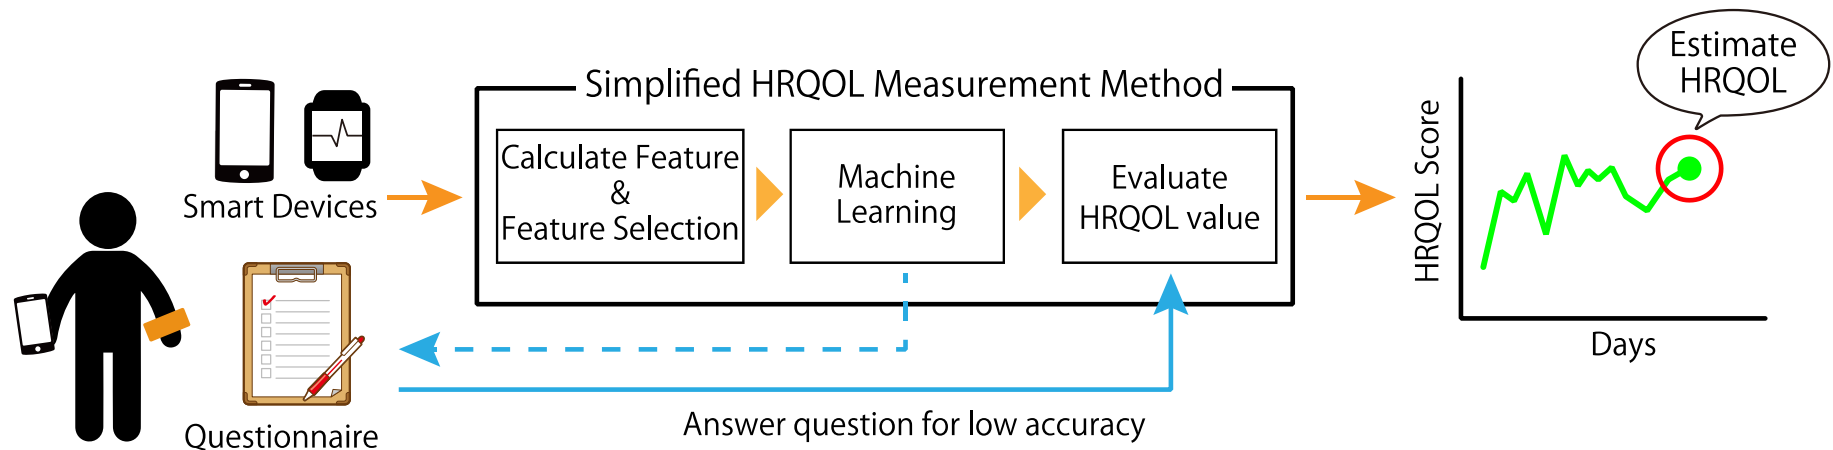 Smart Devices
Questionnaire
Simplified HRQOL Measurement Method
Calculate Feature
&
Feature Selection
Machine
Learning
Evaluate
HRQOL value
Answer question for low accuracy
Estimate
HRQOL
HRQOL Score
Days